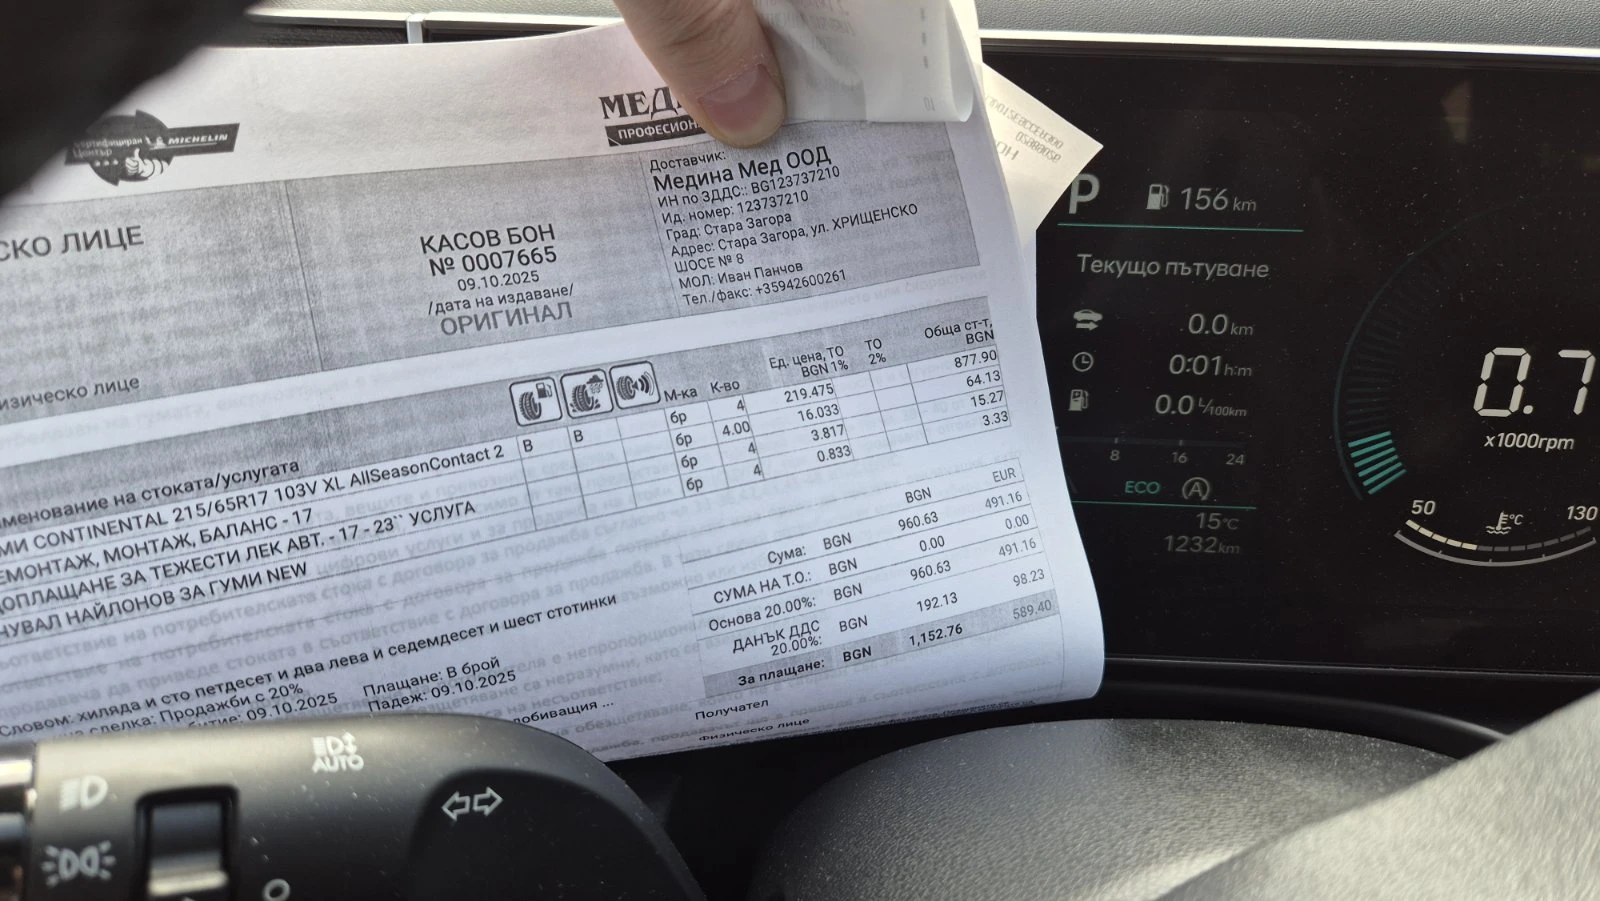 Сертифициран
Център
MICHELIN
МЕД
ПРОФЕСИОН
СКО ЛИЦЕ
КАСОВ БОН
№ 0007665
09.10.2025
/дата на издаване/
ОРИГИНАЛ
Доставчик:
Медина Мед ООД
ИН по ЗДДС:: BG123737210
Ид. номер: 123737210
Град: Стара Загора
Адрес: Стара Загора, ул. ХРИЩЕНСКО
ШОСЕ № 8
МОЛ: Иван Панчов
Тел./факс: +35942600261
изическо лице
именование на стоката/услугата М-ка К-во Ед. цена, ТО BGN 1% ТО 2% Обща ст-т, BGN
МИ CONTINENTAL 215/65R17 103V XL AllSeasonContact 2 B B бр 4 219.475 877.90
ЕМОНТАЖ, МОНТАЖ, БАЛАНС - 17 бр 4.00 16.033 64.13
ДОПЛАЩАНЕ ЗА ТЕЖЕСТИ ЛЕК АВТ. - 17 - 23`` УСЛУГА бр 4 3.817 15.27
НУВАЛ НАЙЛОНОВ ЗА ГУМИ NEW бр 4 0.833 3.33
BGN EUR
Сума: BGN 960.63 491.16
СУМА НА Т.О.: BGN 0.00 0.00
Основа 20.00%: BGN 960.63 491.16
ДАНЪК ДДС 20.00%: BGN 192.13 98.23
За плащане: BGN 1,152.76 589.40
Словом: хиляда и сто петдесет и два лева и седемдесет и шест стотинки
на сделка: Продажби с 20%
битие: 09.10.2025
Плащане: В брой
Падеж: 09.10.2025
добиващия ...
Получател
Физическо лице
P 156 km
Текущо пътуване
0.0 km
0:01 h:m
0.0 L/100km
8 16 24
ECO A
15°C
1232 km
0.7
x1000rpm
50 °C 130
AUTO